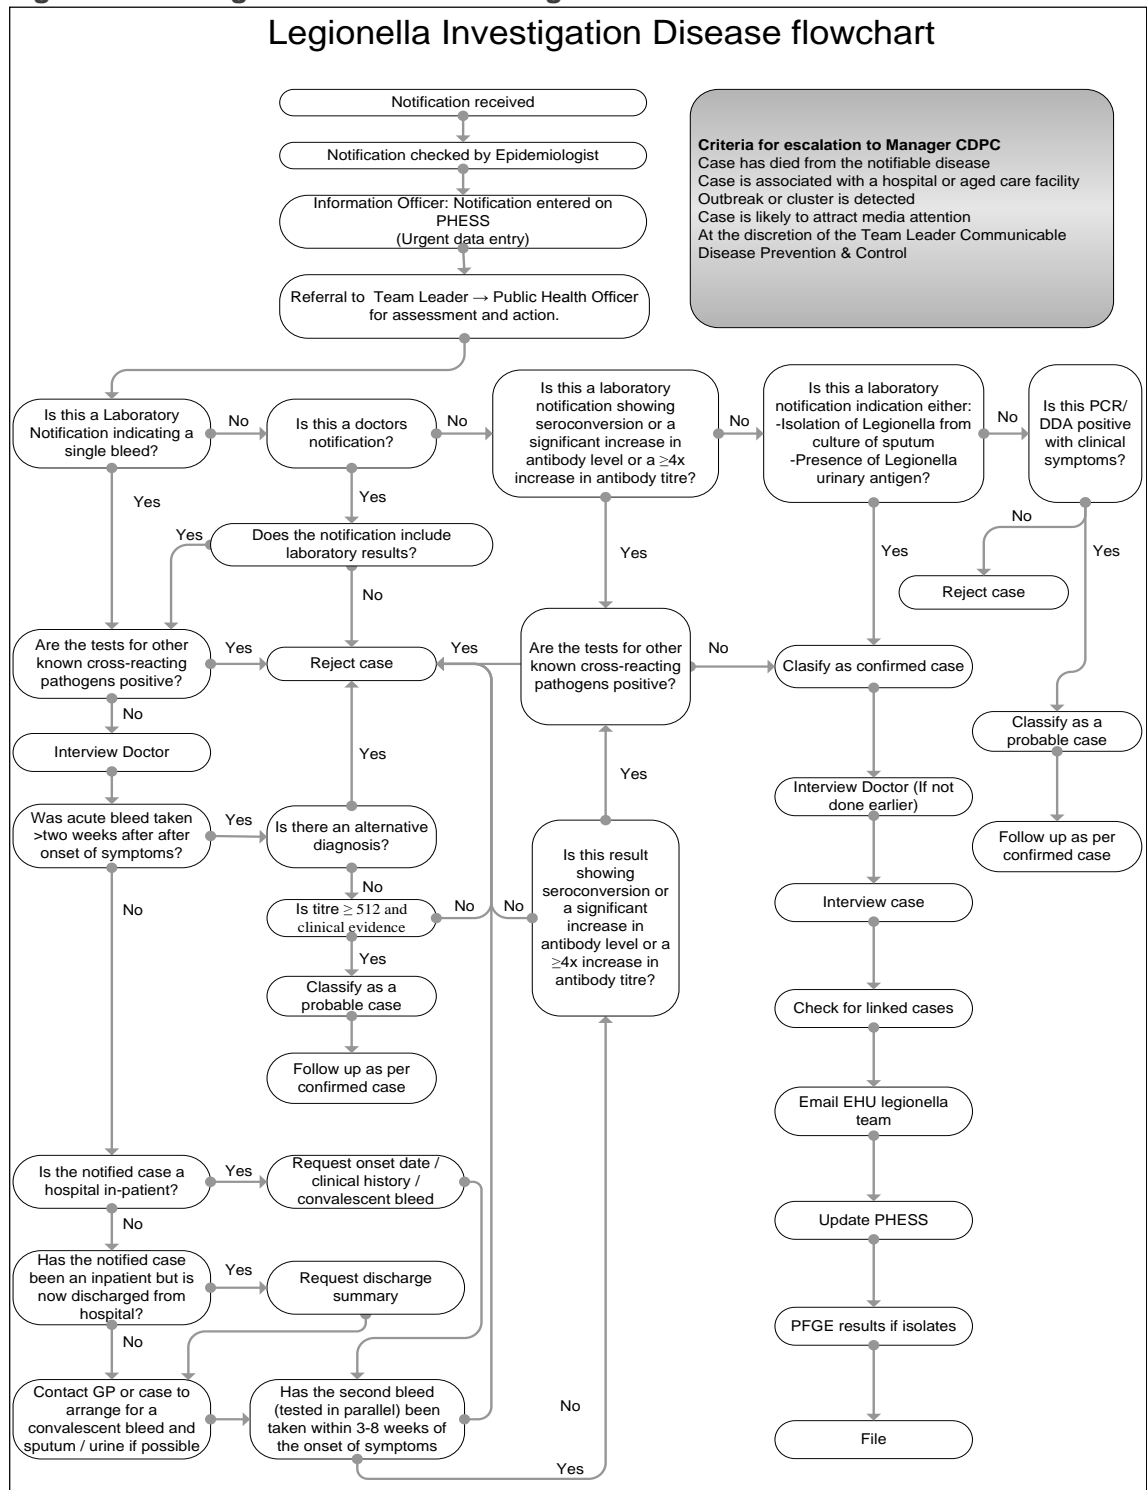 Legionella Investigation Disease flowchart
Notification received
Notification checked by Epidemiologist
Information Officer: Notification entered on
PHESS
(Urgent data entry)
Referral to Team Leader → Public Health Officer
for assessment and action.
Criteria for escalation to Manager CDPC
Case has died from the notifiable disease
Case is associated with a hospital or aged care facility
Outbreak or cluster is detected
Case is likely to attract media attention
At the discretion of the Team Leader Communicable
Disease Prevention & Control
Is this a Laboratory
Notification indicating a
single bleed?
No
Is this a doctors
notification?
No
Is this a laboratory
notification showing
seroconversion or a
significant increase in
antibody level or a ≥4x
increase in antibody titre?
No
Is this a laboratory
notification indication either:
-Isolation of Legionella from
culture of sputum
-Presence of Legionella
urinary antigen?
No
Is this PCR/
DDA positive
with clinical
symptoms?
Yes
Yes
Yes
Does the notification include
laboratory results?
No
Yes
Yes
No
Yes
Reject case
Are the tests for other
known cross-reacting
pathogens positive?
Yes
Reject case
Yes
Are the tests for other
known cross-reacting
pathogens positive?
No
Clasify as confirmed case
No
Interview Doctor
Yes
Yes
Classify as a
probable case
Interview Doctor (If not
done earlier)
Was acute bleed taken
>two weeks after after
onset of symptoms?
Yes
Is there an alternative
diagnosis?
Is this result
showing
seroconversion or
a significant
increase in
antibody level or a
≥4x increase in
antibody titre?
Follow up as per
confirmed case
No
No
Is titre ≥ 512 and
clinical evidence
No
No
Interview case
Yes
Classify as a
probable case
Check for linked cases
Follow up as per
confirmed case
Email EHU legionella
team
Is the notified case a
hospital in-patient?
Yes
Request onset date /
clinical history /
convalescent bleed
No
Update PHESS
Has the notified case
been an inpatient but is
now discharged from
hospital?
Yes
Request discharge
summary
PFGE results if isolates
No
Contact GP or case to
arrange for a
convalescent bleed and
sputum / urine if possible
Has the second bleed
(tested in parallel) been
taken within 3-8 weeks of
the onset of symptoms
No
Yes
File